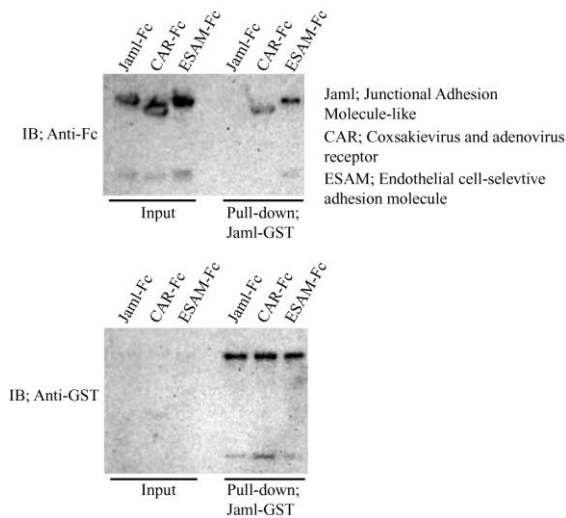 Jaml-Fc
CAR-Fc
ESAM-Fc
Jaml-Fc
CAR-Fc
ESAM-Fc
IB; Anti-Fc
Jaml; Junctional Adhesion
Molecule-like
CAR; Coxsakievirus and adenovirus
receptor
ESAM; Endothelial cell-selevtive
adhesion molecule
Input
Pull-down;
Jaml-GST
Jaml-Fc
CAR-Fc
ESAM-Fc
Jaml-Fc
CAR-Fc
ESAM-Fc
IB; Anti-GST
Input
Pull-down;
Jaml-GST